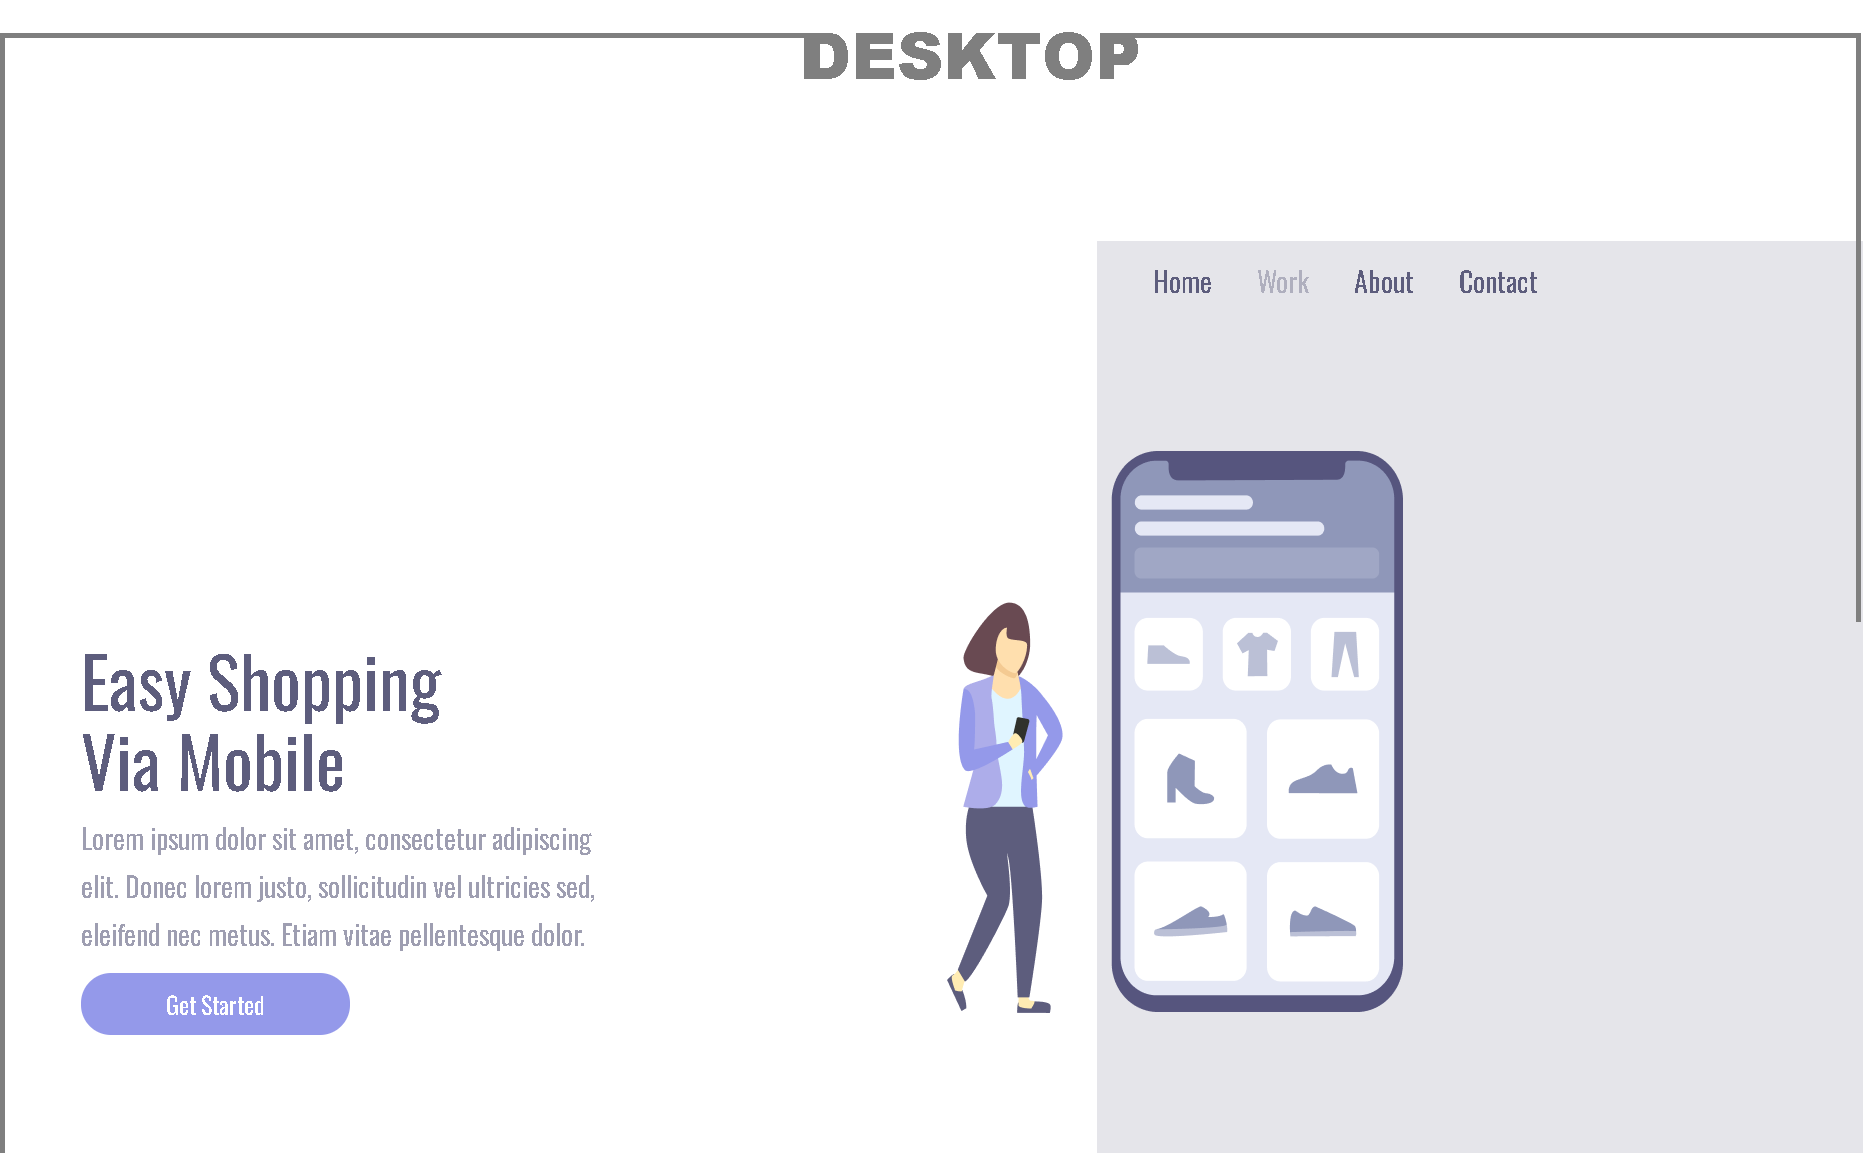 DESKTOP
Home Work About Contact
Easy Shopping
Via Mobile
Lorem ipsum dolor sit amet, consectetur adipiscing
elit. Donec lorem justo, sollicitudin vel ultricies sed,
eleifend nec metus. Etiam vitae pellentesque dolor.
Get Started